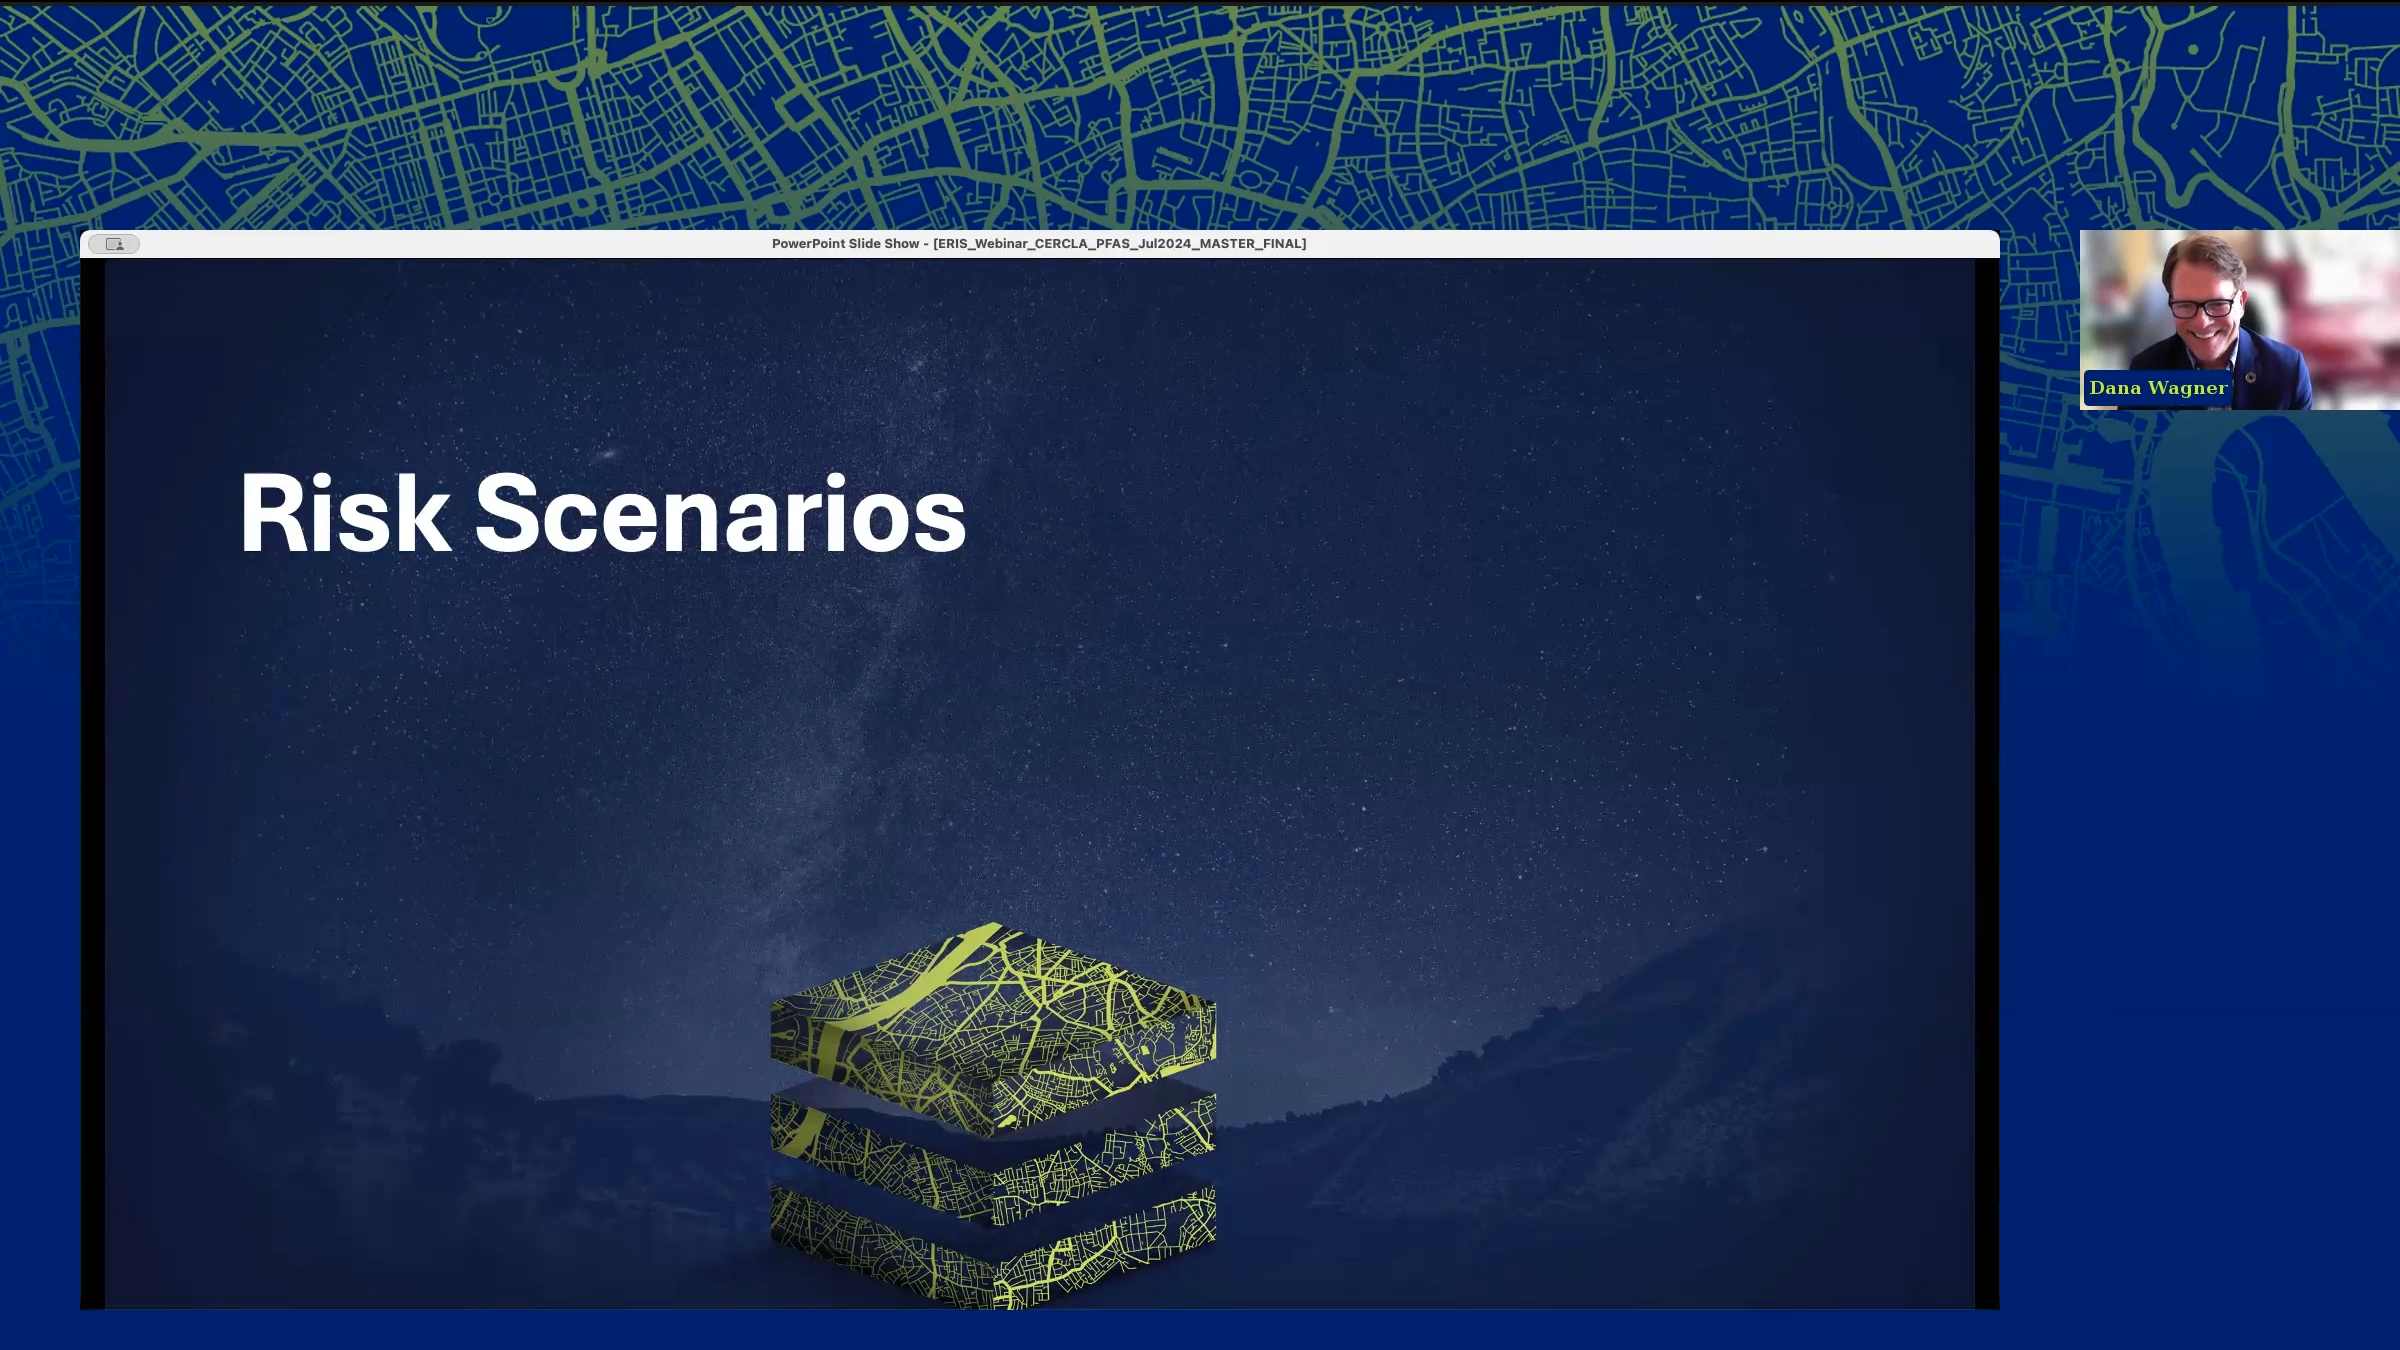 PowerPoint Slide Show - [ERIS_Webinar_CERCLA_PFAS_Jul2024_MASTER_FINAL]
Dana Wagner
Risk Scenarios